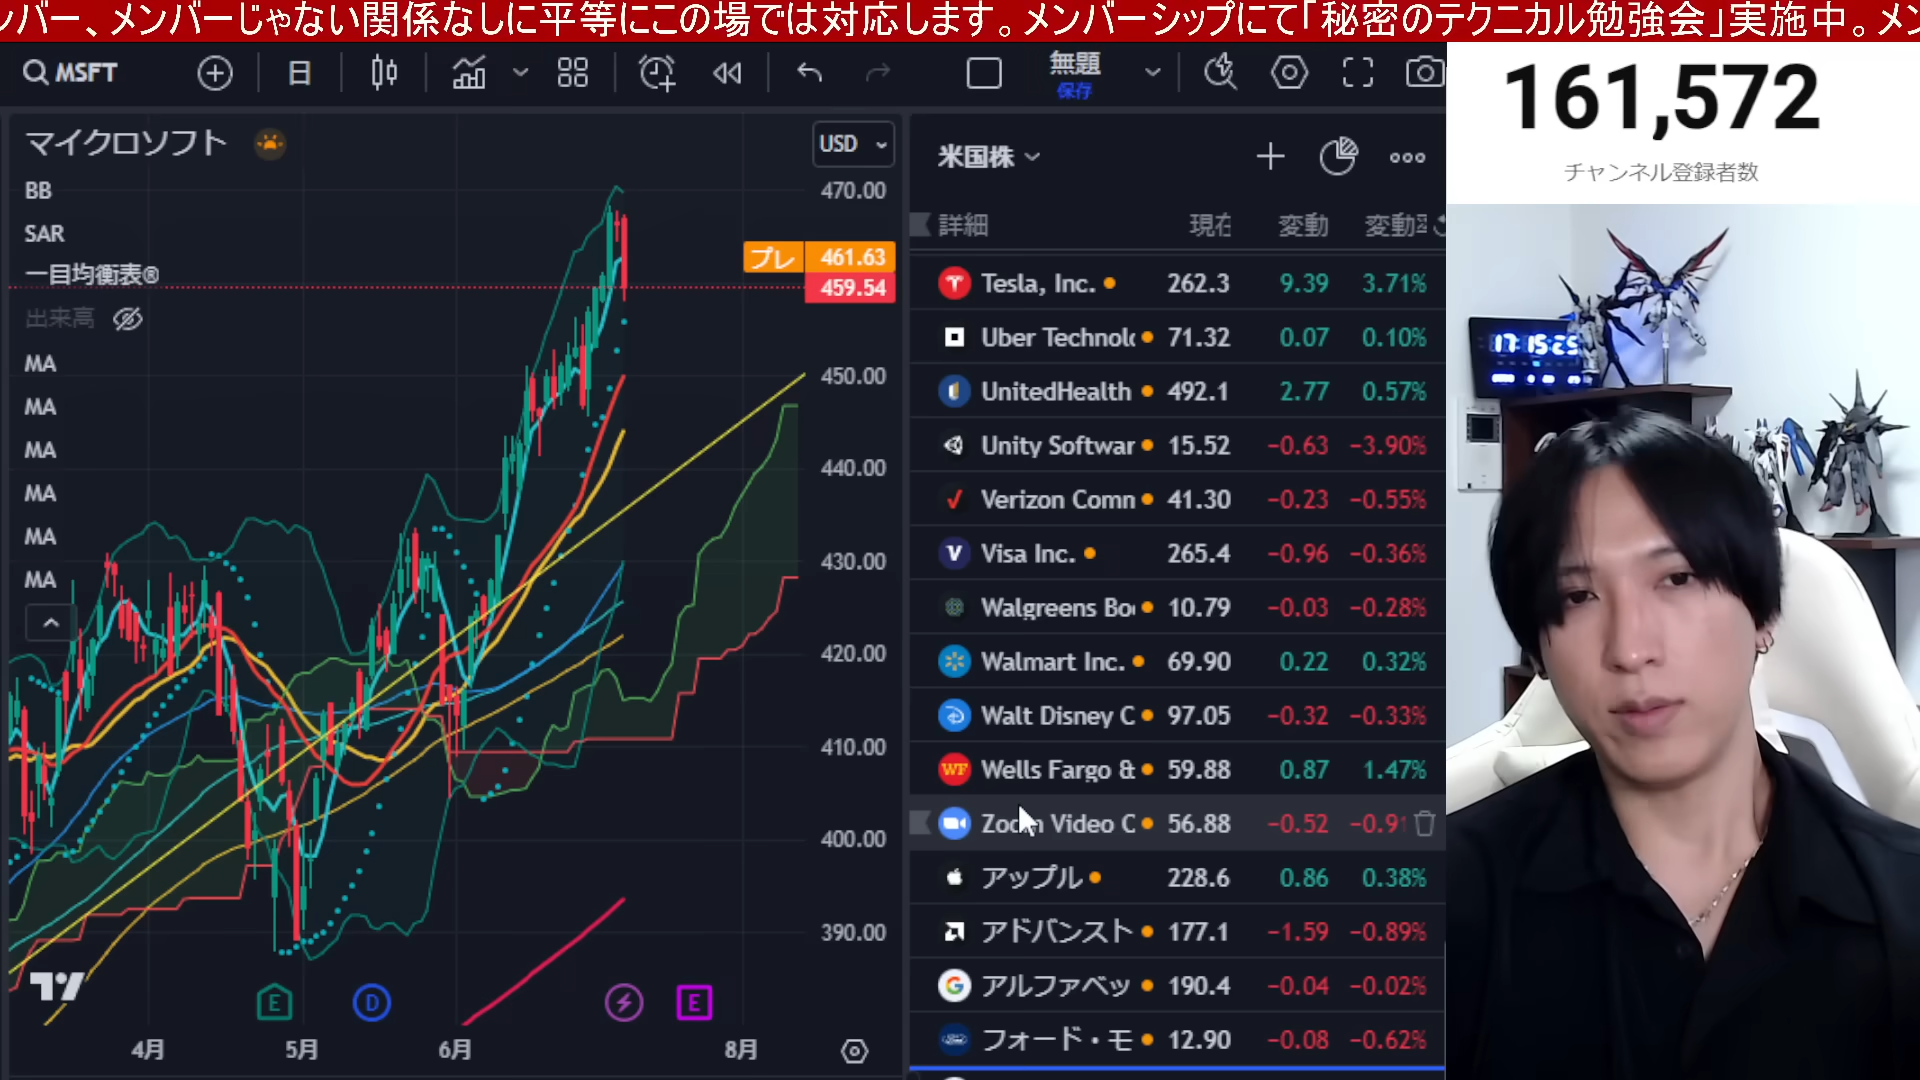 ンバー、メンバーじゃない関係なしに平等にこの場では対応します。メンバーシップにて「秘密のテクニカル勉強会」実施中。メン
MSFT
日
無題
保存
161,572
チャンネル登録者数
マイクロソフト
USD
BB
SAR
一目均衡表®
出来高
MA
MA
MA
MA
MA
MA
470.00
プレ 461.63
459.54
450.00
440.00
430.00
420.00
410.00
400.00
390.00
E
D
E
4月
5月
6月
8月
米国株
詳細 現在 変動 変動率
Tesla, Inc. 262.3 9.39 3.71%
Uber Technolo 71.32 0.07 0.10%
UnitedHealth 492.1 2.77 0.57%
Unity Softwar 15.52 −0.63 −3.90%
Verizon Comm 41.30 −0.23 −0.55%
Visa Inc. 265.4 −0.96 −0.36%
Walgreens Boo 10.79 −0.03 −0.28%
Walmart Inc. 69.90 0.22 0.32%
Walt Disney C 97.05 −0.32 −0.33%
WF Wells Fargo & 59.88 0.87 1.47%
Zoom Video C 56.88 −0.52 −0.91
アップル 228.6 0.86 0.38%
アドバンスト 177.1 −1.59 −0.89%
アルファベッ 190.4 −0.04 −0.02%
フォード・モ 12.90 −0.08 −0.62%
17:15:25